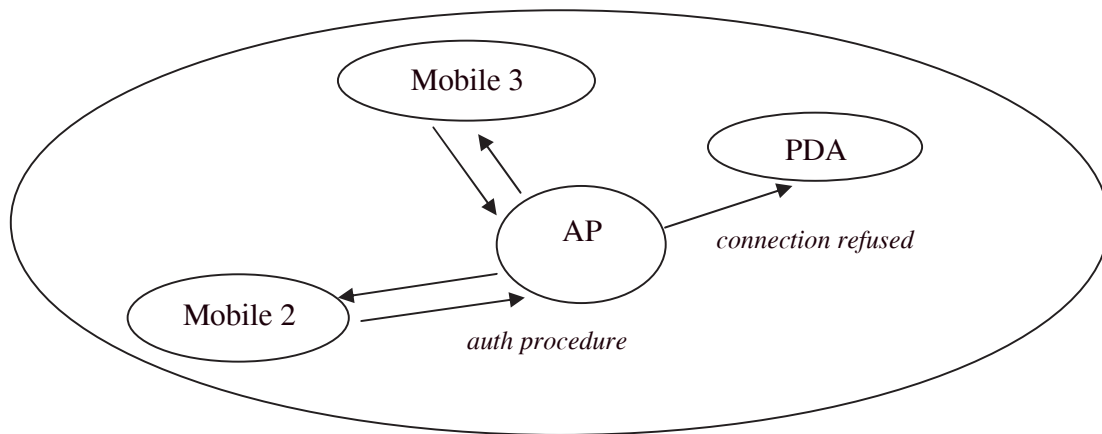 Mobile 3
PDA
AP
connection refused
Mobile 2
auth procedure